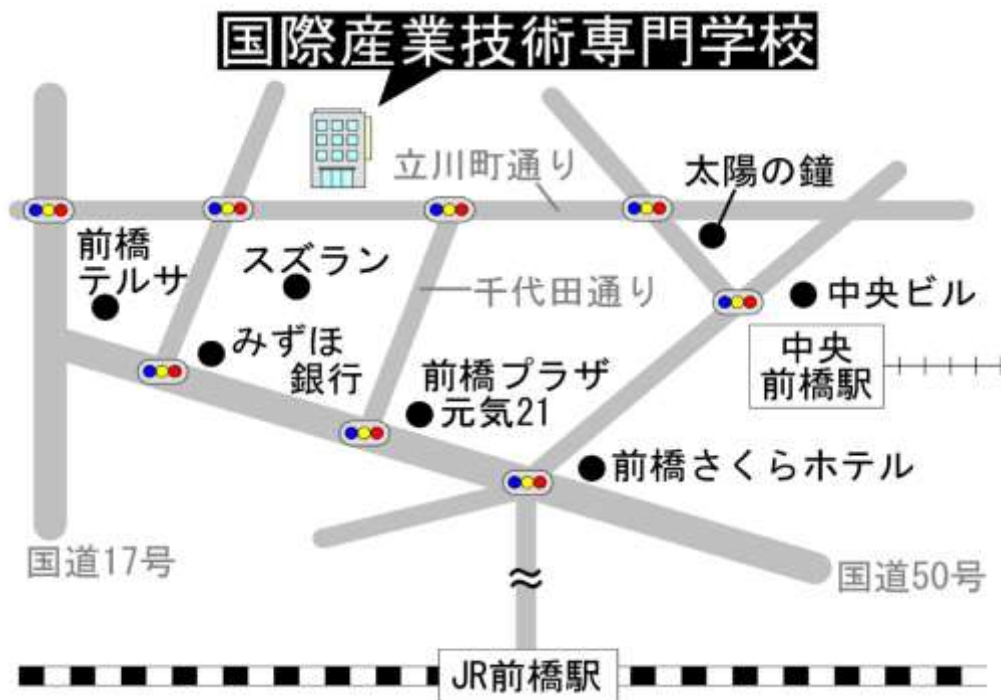 国際産業技術専門学校
立川町通り
太陽の鐘
前橋
テルサ
スズラン
千代田通り
中央ビル
みずほ
銀行
前橋プラザ
元気21
中央
前橋駅
前橋さくらホテル
国道17号
国道50号
JR前橋駅